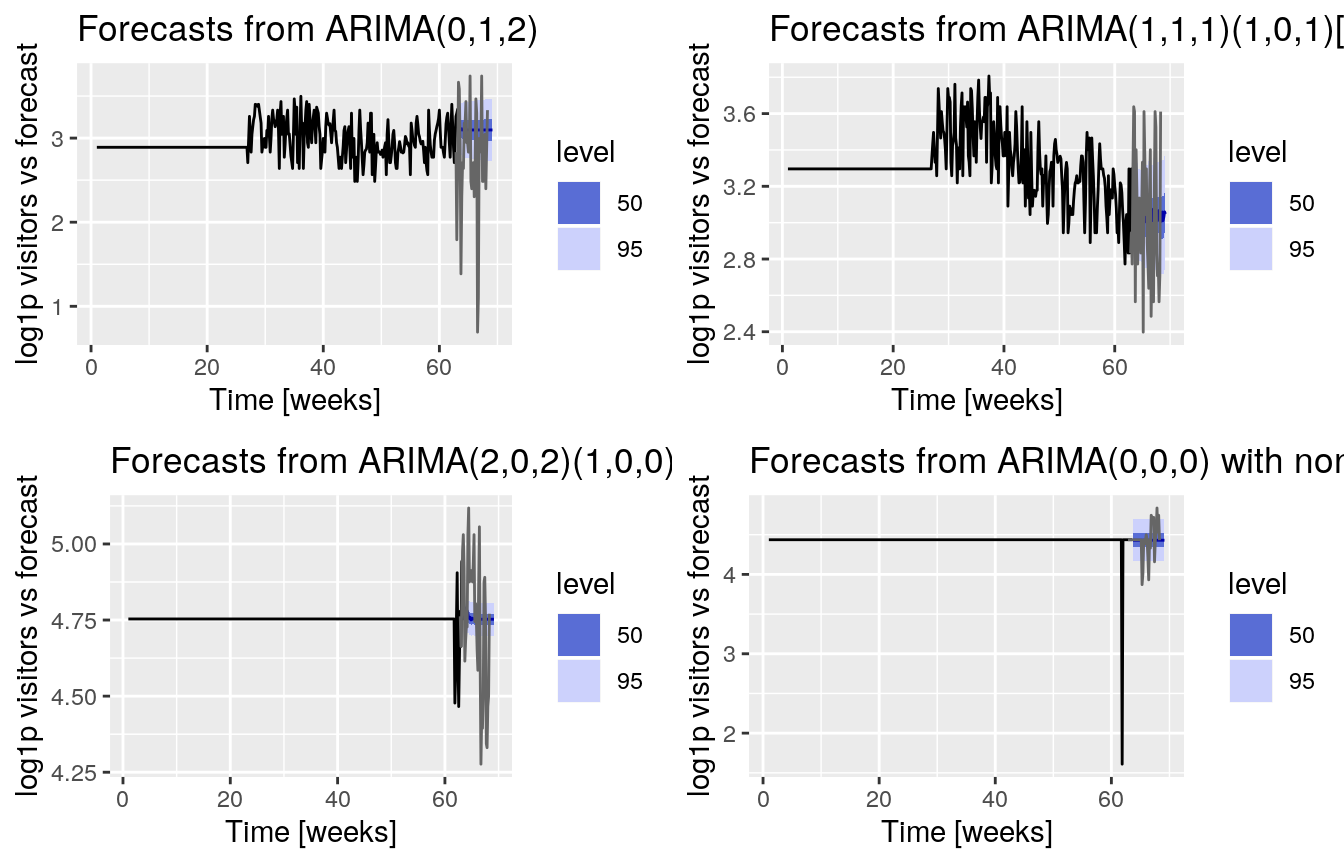 Forecasts from ARIMA(0,1,2)
log1p visitors vs forecast
3
2
1
0
20
40
60
Time [weeks]
level
50
95
Forecasts from ARIMA(1,1,1)(1,0,1)[
log1p visitors vs forecast
3.6
3.2
2.8
2.4
0
20
40
60
Time [weeks]
level
50
95
Forecasts from ARIMA(2,0,2)(1,0,0)
log1p visitors vs forecast
5.00
4.75
4.50
4.25
0
20
40
60
Time [weeks]
level
50
95
Forecasts from ARIMA(0,0,0) with nor
log1p visitors vs forecast
4
3
2
0
20
40
60
Time [weeks]
level
50
95